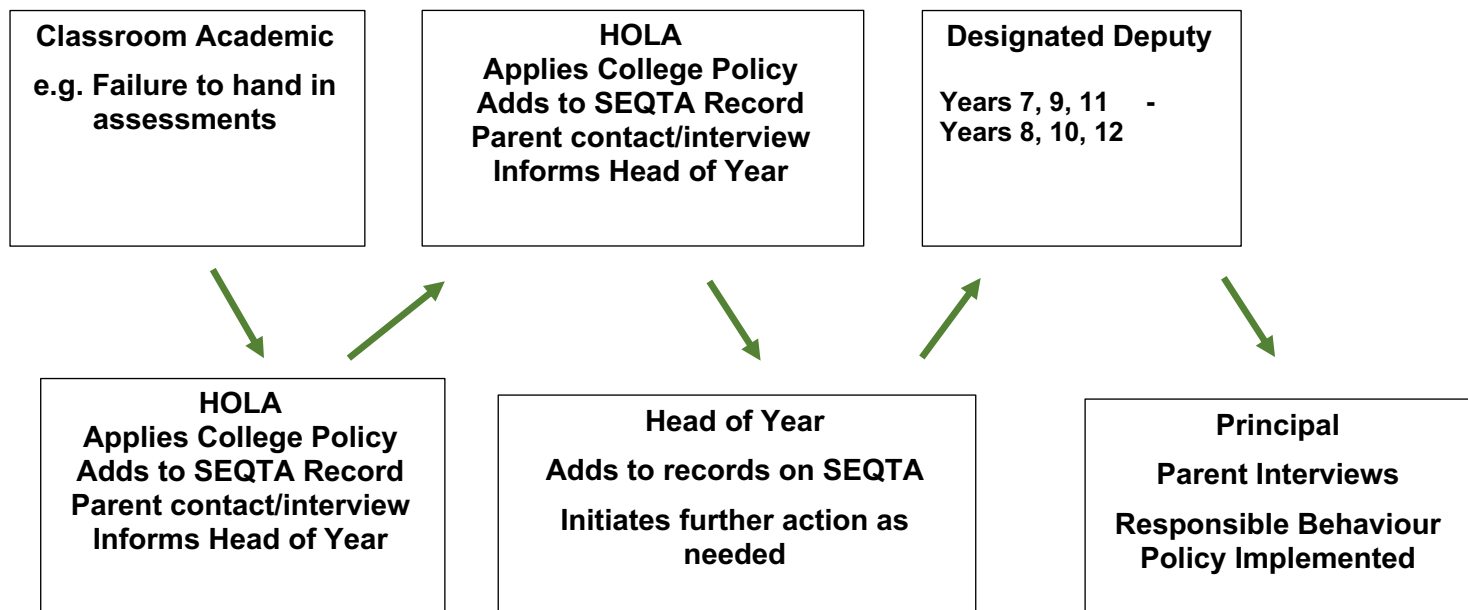 Classroom Academic
e.g. Failure to hand in
assessments
HOLA
Applies College Policy
Adds to SEQTA Record
Parent contact/interview
Informs Head of Year
HOLA
Applies College Policy
Adds to SEQTA Record
Parent contact/interview
Informs Head of Year
Head of Year
Adds to records on SEQTA
Initiates further action as
needed
Designated Deputy
Years 7, 9, 11 -
Years 8, 10, 12
Principal
Parent Interviews
Responsible Behaviour
Policy Implemented